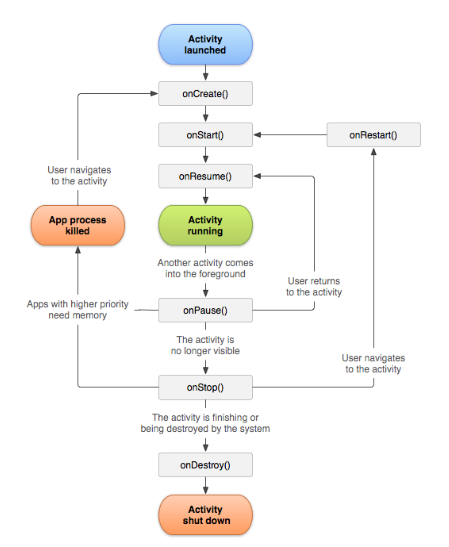 Activity
launched
onCreate()
onStart()
onRestart()
User navigates
to the activity
onResume()
App process
killed
Activity
running
Another activity comes
into the foreground
User returns
to the activity
Apps with higher priority
need memory
onPause()
The activity is
no longer visible
User navigates
to the activity
onStop()
The activity is finishing or
being destroyed by the system
onDestroy()
Activity
shut down